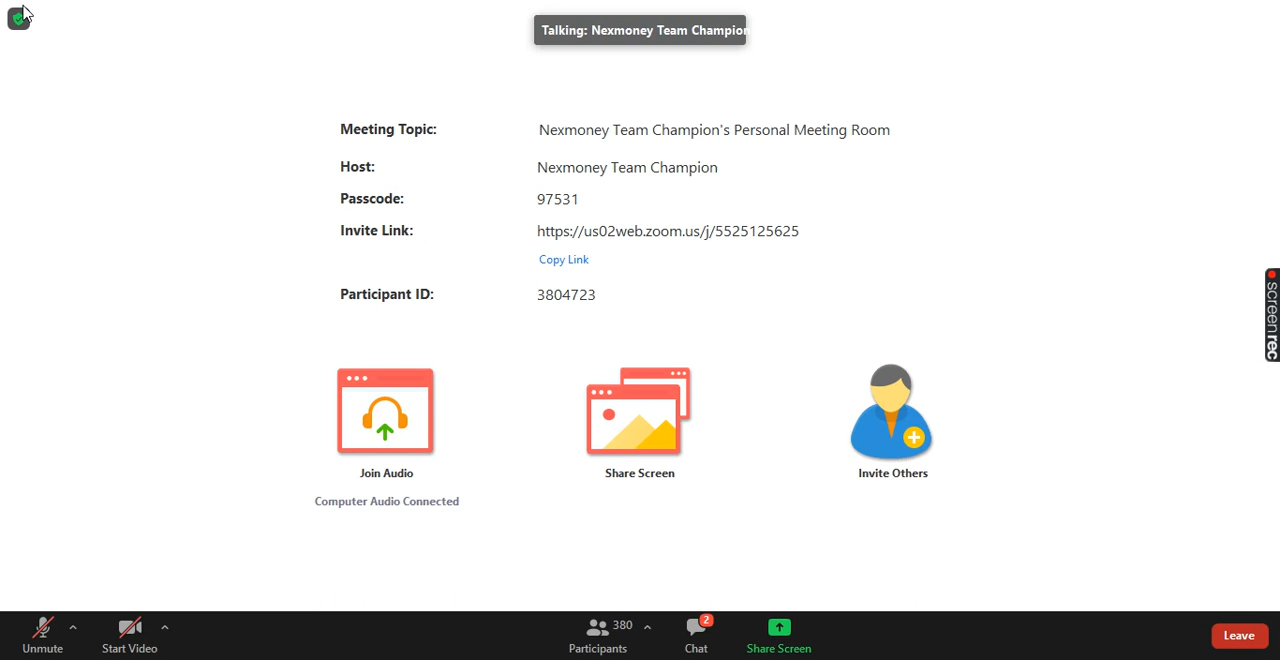 Talking: Nexmoney Team Champion
Meeting Topic: Nexmoney Team Champion's Personal Meeting Room
Host: Nexmoney Team Champion
Passcode: 97531
Invite Link: https://us02web.zoom.us/j/5525125625
Copy Link
Participant ID: 3804723
screenrec
Join Audio Share Screen Invite Others
Computer Audio Connected
380 2
Unmute Start Video Participants Chat Share Screen Leave